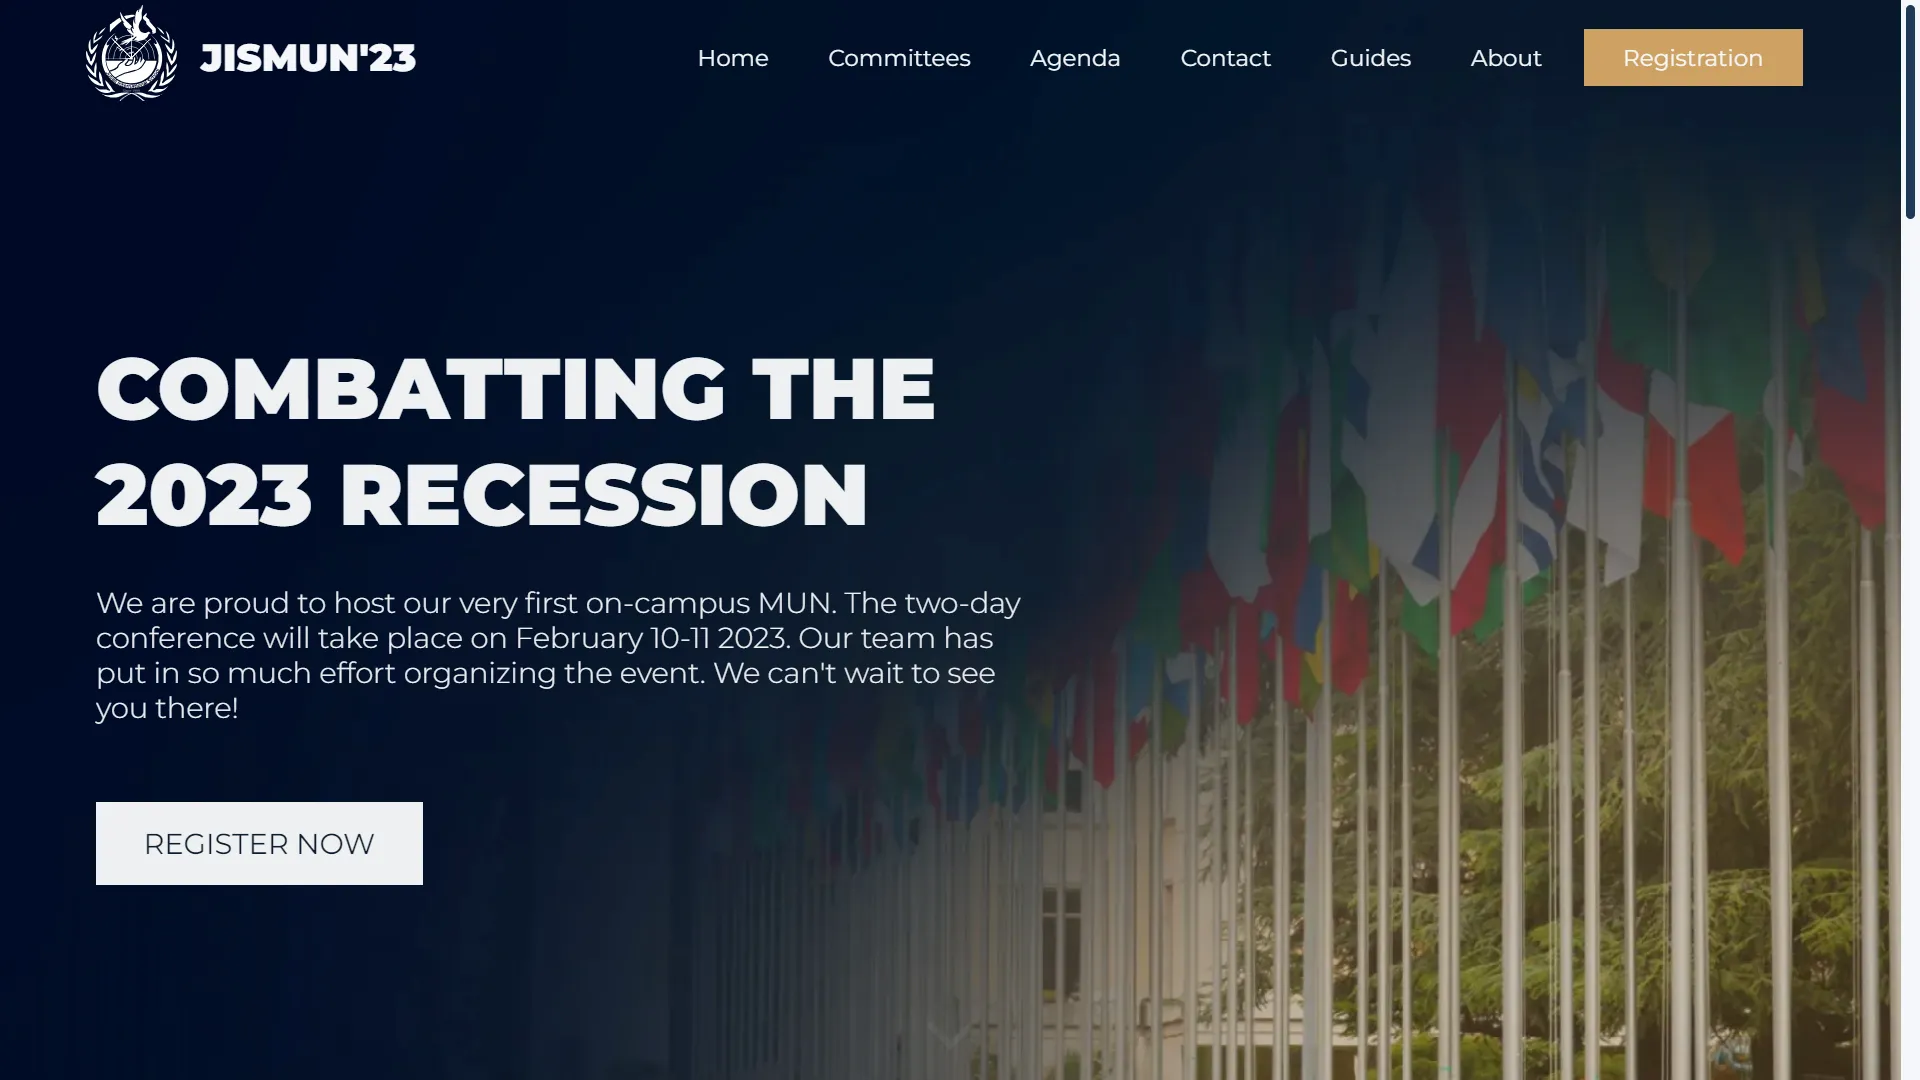 JISMUN'23
Home
Committees
Agenda
Contact
Guides
About
Registration
COMBATTING THE
2023 RECESSION
We are proud to host our very first on-campus MUN. The two-day
conference will take place on February 10-11 2023. Our team has
put in so much effort organizing the event. We can't wait to see
you there!
REGISTER NOW